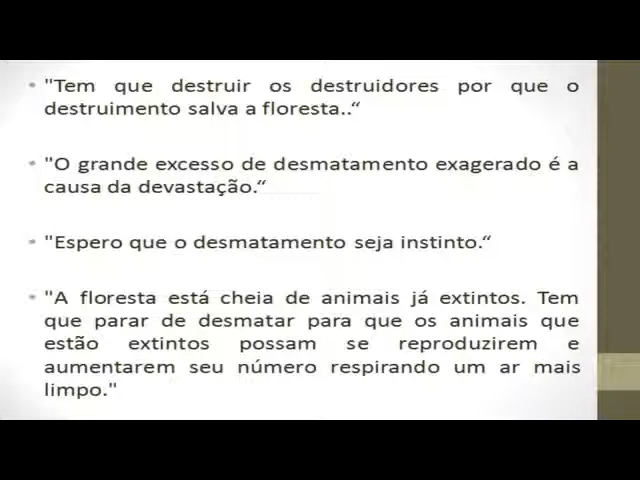 • "Tem que destruir os destruidores por que o
destruimento salva a floresta..“
• "O grande excesso de desmatamento exagerado é a
causa da devastação.“
• "Espero que o desmatamento seja instinto.“
• "A floresta está cheia de animais já extintos. Tem
que parar de desmatar para que os animais que
estão extintos possam se reproduzirem e
aumentarem seu número respirando um ar mais
limpo."